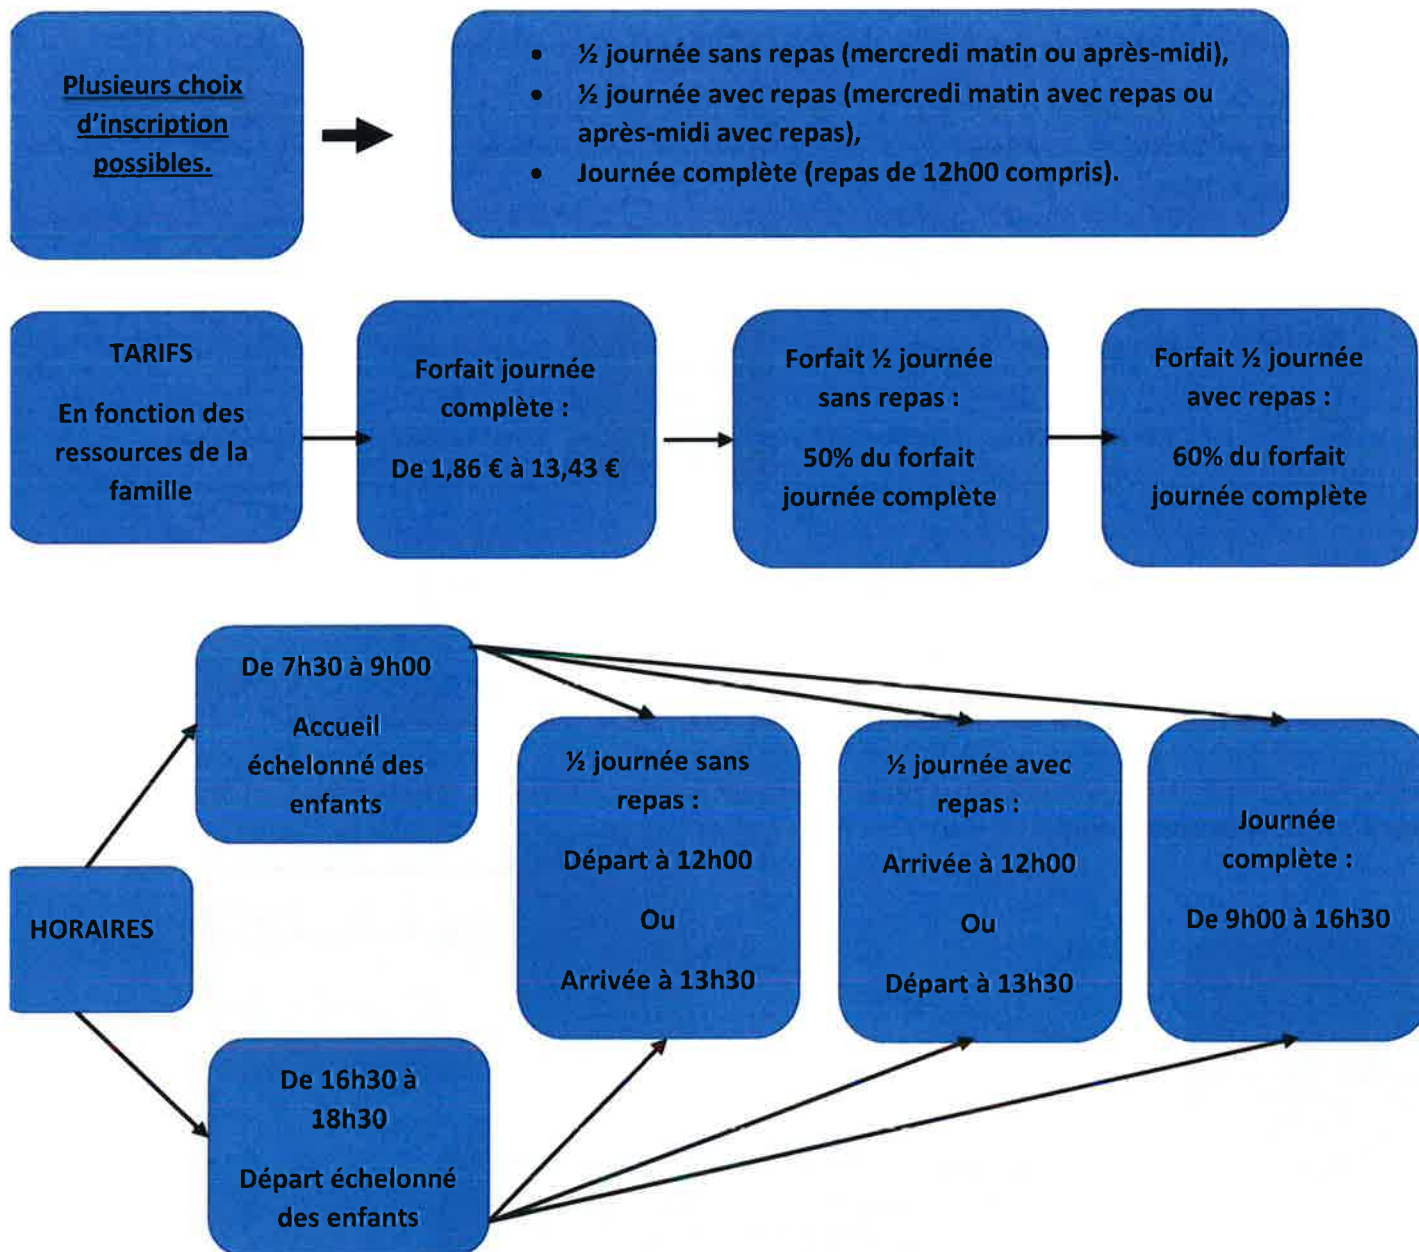 Plusieurs choix
d'inscription
possibles.
• ½ journée sans repas (mercredi matin ou après-midi),
• ½ journée avec repas (mercredi matin avec repas ou
après-midi avec repas),
• Journée complète (repas de 12h00 compris).
TARIFS
En fonction des
ressources de la
famille
Forfait journée
complète :
De 1,86 € à 13,43 €
Forfait ½ journée
sans repas :
50% du forfait
journée complète
Forfait ½ journée
avec repas :
60% du forfait
journée complète
HORAIRES
De 7h30 à 9h00
Accueil
échelonné des
enfants
½ journée sans
repas :
Départ à 12h00
Ou
Arrivée à 13h30
½ journée avec
repas :
Arrivée à 12h00
Ou
Départ à 13h30
Journée
complète :
De 9h00 à 16h30
De 16h30 à
18h30
Départ échelonné
des enfants